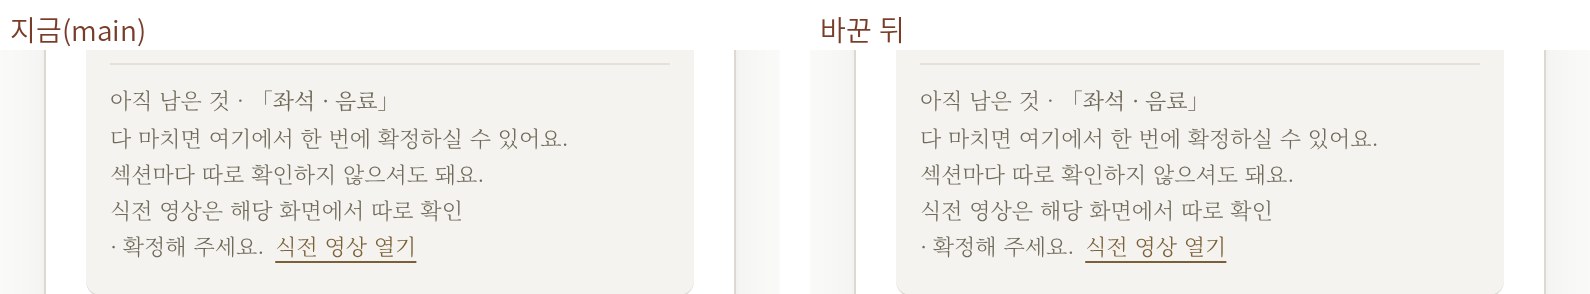 지금(main)
아직 남은 것 · 「좌석 · 음료」
다 마치면 여기에서 한 번에 확정하실 수 있어요.
섹션마다 따로 확인하지 않으셔도 돼요.
식전 영상은 해당 화면에서 따로 확인
· 확정해 주세요. 식전 영상 열기
바꾼 뒤
아직 남은 것 · 「좌석 · 음료」
다 마치면 여기에서 한 번에 확정하실 수 있어요.
섹션마다 따로 확인하지 않으셔도 돼요.
식전 영상은 해당 화면에서 따로 확인
· 확정해 주세요. 식전 영상 열기